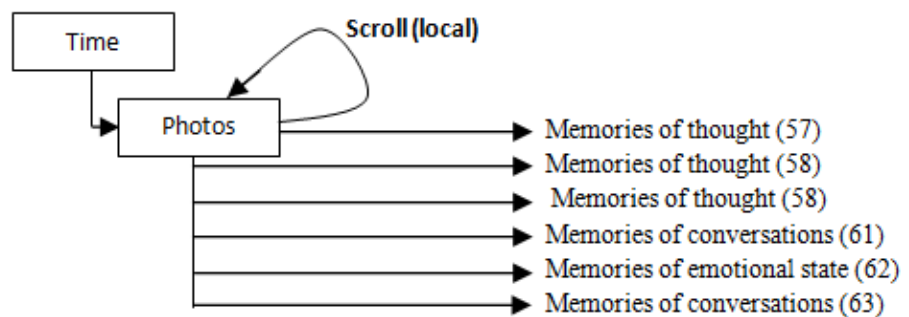 Time
Scroll (local)
Photos
Memories of thought (57)
Memories of thought (58)
Memories of thought (58)
Memories of conversations (61)
Memories of emotional state (62)
Memories of conversations (63)